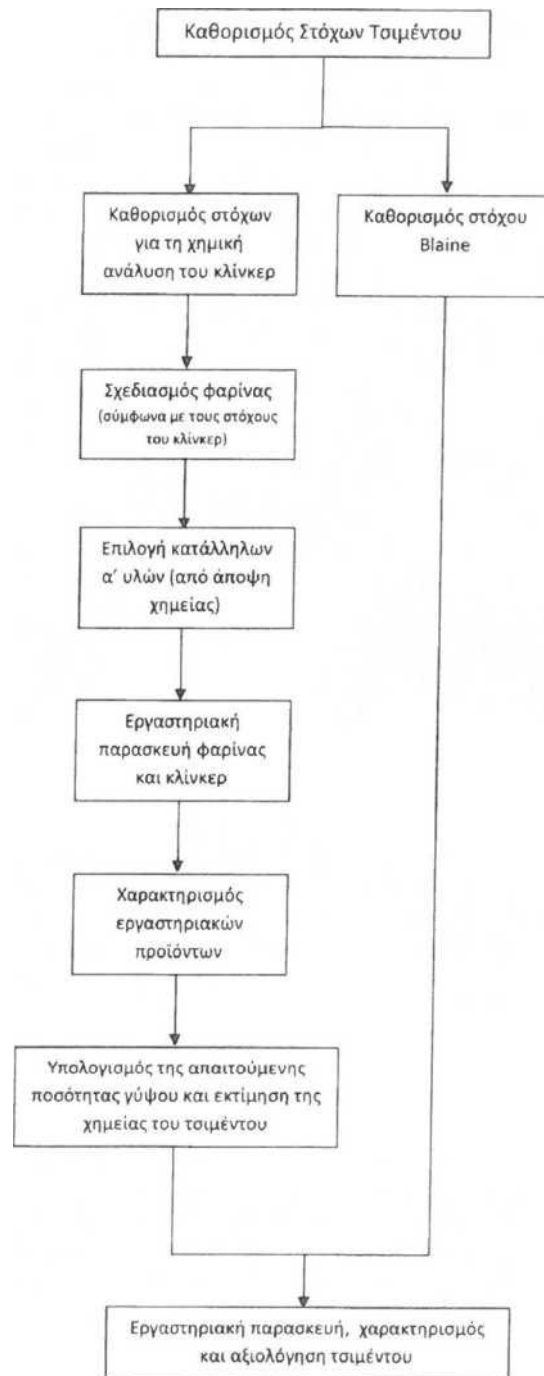 Καθορισμός Στόχων Τσιμέντου
Καθορισμός στόχων
για τη χημική
ανάλυση του κλίνκερ
Καθορισμός στόχου
Blaine
Σχεδιασμός φαρίνας
(σύμφωνα με τους στόχους
του κλίνκερ)
Επιλογή κατάλληλων
α' υλών (από άποψη
χημείας)
Εργαστηριακή
παρασκευή φαρίνας
και κλίνκερ
Χαρακτηρισμός
εργαστηριακών
προϊόντων
Υπολογισμός της απαιτούμενης
ποσότητας γύψου και εκτίμηση της
χημείας του τσιμέντου
Εργαστηριακή παρασκευή, χαρακτηρισμός
και αξιολόγηση τσιμέντου